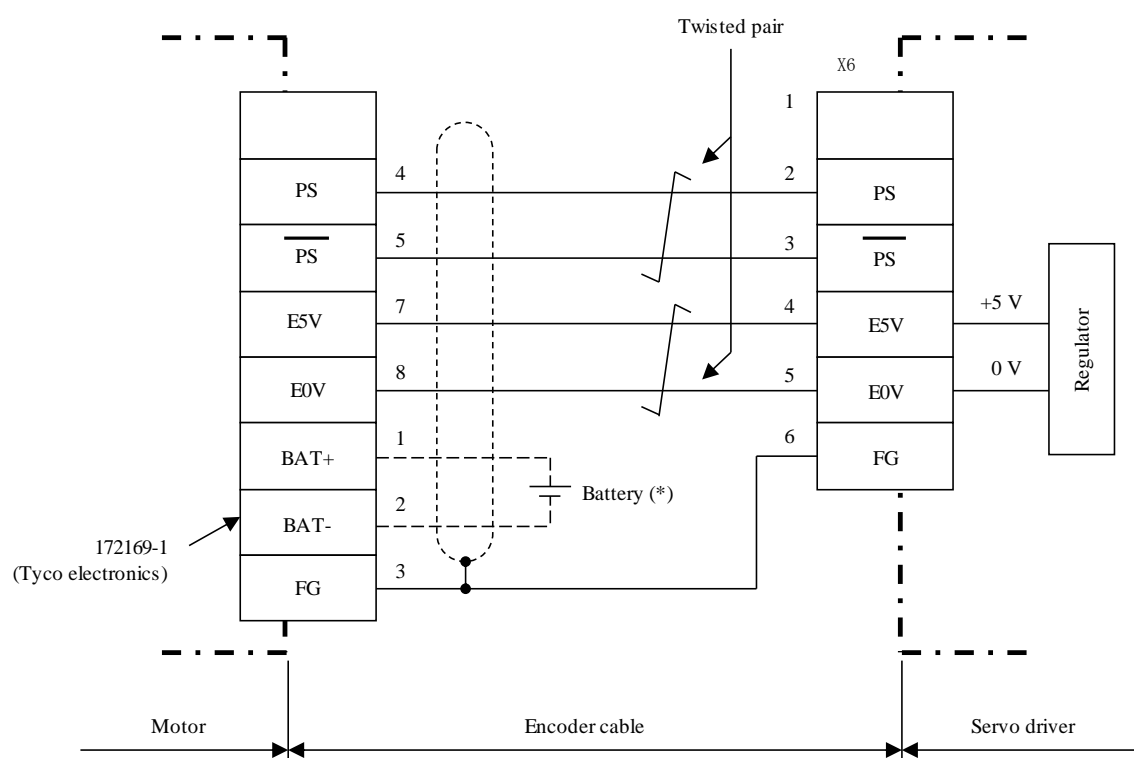 Twisted pair
X6
1
PS
4
2
PS
PS
5
3
PS
E5V
7
4
E5V
+5 V
E0V
8
5
E0V
0 V
Regulator
BAT+
1
6
FG
Battery (*)
BAT-
2
172169-1
(Tyco electronics)
FG
3
Motor
Encoder cable
Servo driver